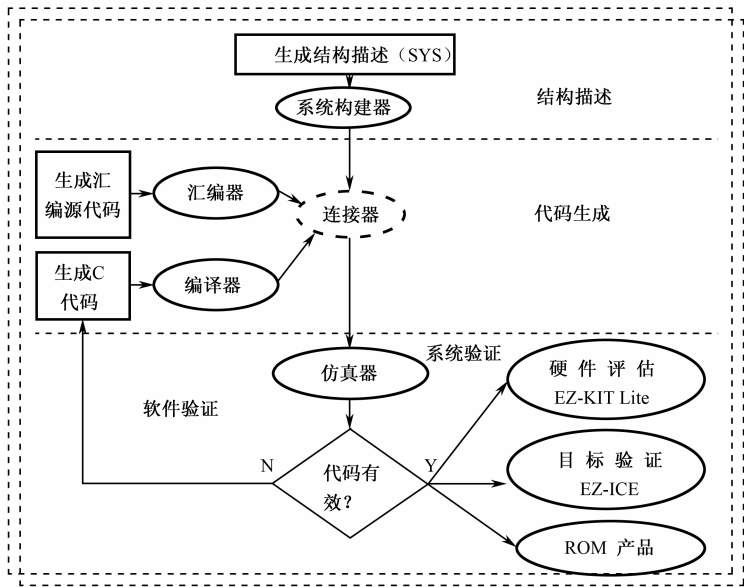 生成结构描述（SYS）
系统构建器
结构描述
生成汇
编源代码
汇编器
连接器
代码生成
生成C
代码
编译器
仿真器
系统验证
硬件评估
EZ-KIT Lite
软件验证
N
代码有
效?
Y
目标验证
EZ-ICE
ROM 产品